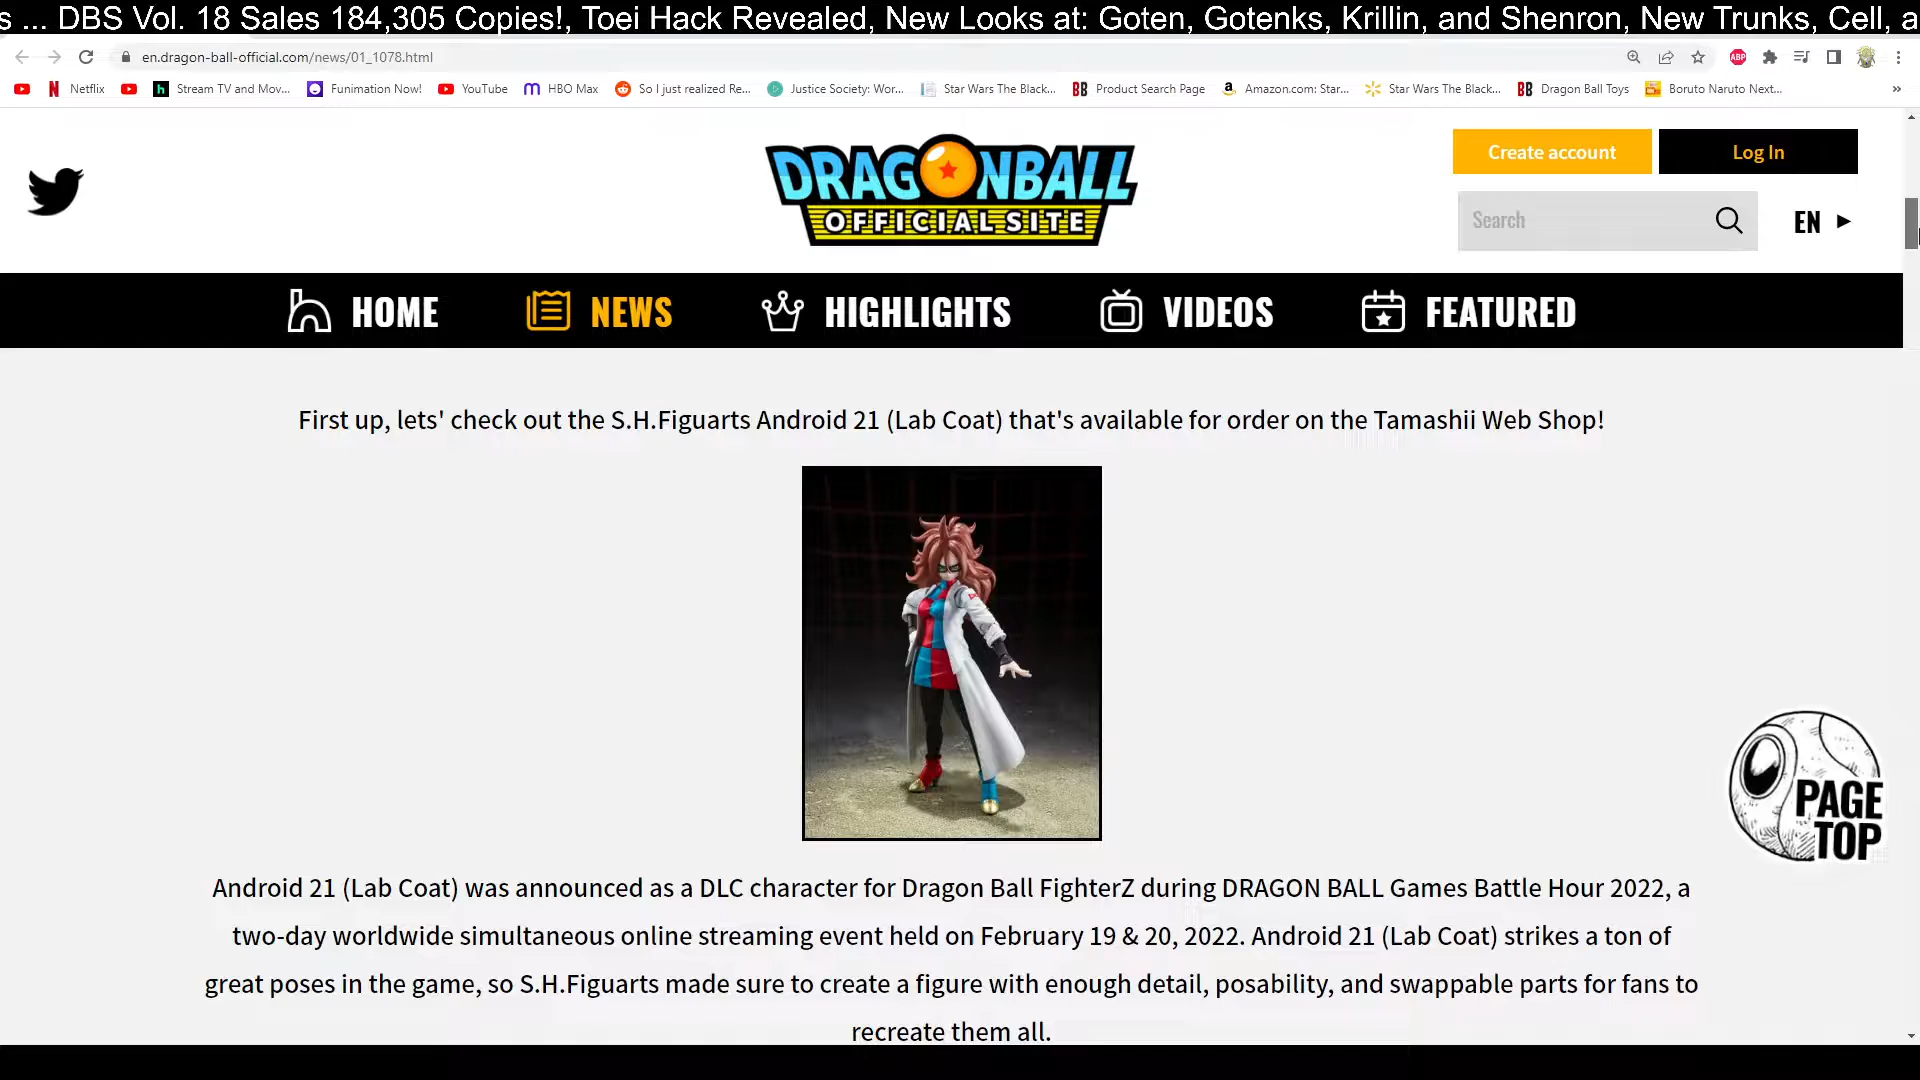 s ... DBS Vol. 18 Sales 184,305 Copies!, Toei Hack Revealed, New Looks at: Goten, Gotenks, Krillin, and Shenron, New Trunks, Cell, a
en.dragon-ball-official.com/news/01_1078.html
ABP
Netflix
h Stream TV and Mov...
Funimation Now!
YouTube
m HBO Max
So I just realized Re...
Justice Society: Wor...
Star Wars The Black...
BB Product Search Page
a Amazon.com: Star...
Star Wars The Black...
BB Dragon Ball Toys
Boruto Naruto Next...
»
DRAGONBALL
OFFICIAL SITE
Create account
Log In
Search
EN ►
HOME
NEWS
HIGHLIGHTS
VIDEOS
FEATURED
First up, lets' check out the S.H.Figuarts Android 21 (Lab Coat) that's available for order on the Tamashii Web Shop!
PAGE
TOP
Android 21 (Lab Coat) was announced as a DLC character for Dragon Ball FighterZ during DRAGON BALL Games Battle Hour 2022, a
two-day worldwide simultaneous online streaming event held on February 19 & 20, 2022. Android 21 (Lab Coat) strikes a ton of
great poses in the game, so S.H.Figuarts made sure to create a figure with enough detail, posability, and swappable parts for fans to
recreate them all.